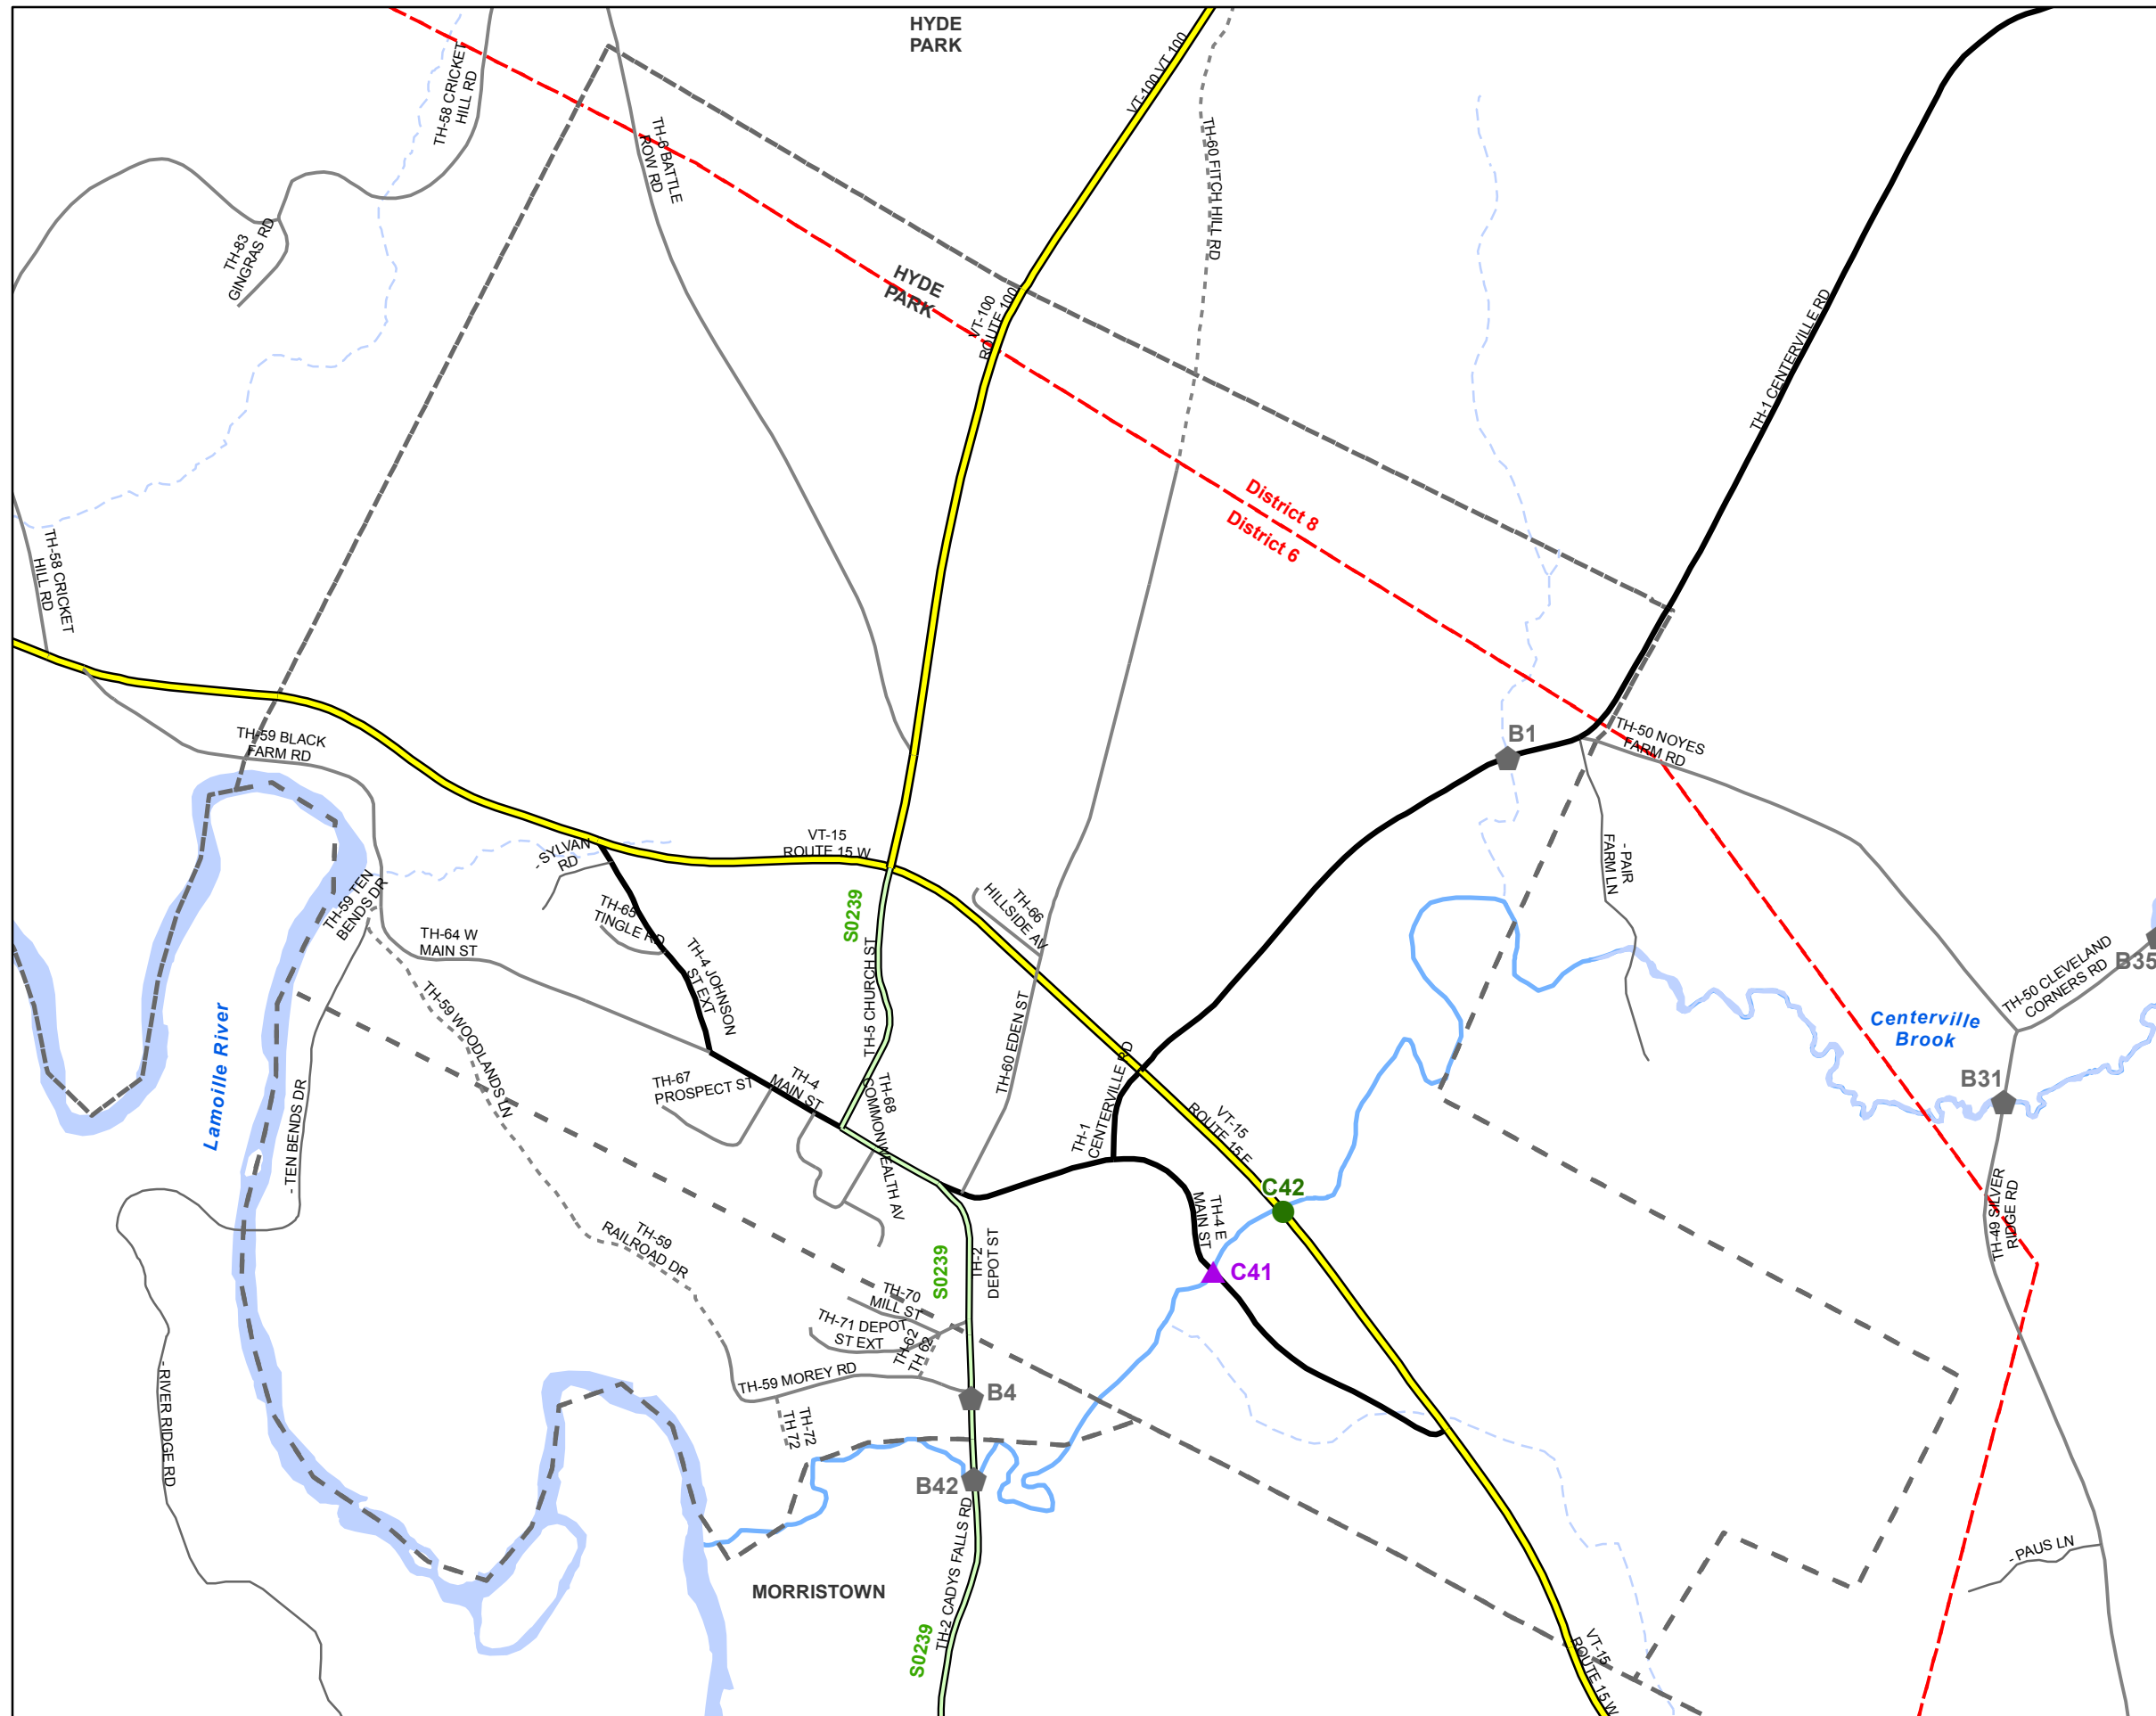 HYDE
PARK
TH-58 CRICKET
HILL RD
TH-6 BATTLE
ROW RD
VT-100 VT 100
TH-60 FITCH HILL RD
TH-83
GINGRAS RD
HYDE
PARK
VT-100
ROUTE 100
TH-1 CENTERVILLE RD
District 8
District 6
TH-58 CRICKET
HILL RD
TH-59 BLACK
FARM RD
B1
TH-50 NOYES
FARM RD
VT-15
ROUTE 15 W
- SYLVAN
RD
- PAIR
FARM LN
TH-59 TEN
BENDS DR
TH-65
TINGLE RD
S0239
TH-66
HILLSIDE AV
TH-64 W
MAIN ST
TH-4 JOHNSON
ST EXT
TH-5 CHURCH ST
TH-50 CLEVELAND
CORNERS RD
B35
TH-59 WOODLANDS LN
Lamoille River
TH-60 EDEN ST
Centerville
Brook
B31
TH-67
PROSPECT ST
TH-4
MAIN ST
TH-68
COMMONWEALTH AV
TH-1
CENTERVILLE RD
VT-15
ROUTE 15 E
- TEN BENDS DR
C42
TH-4 E
MAIN ST
TH-49 SILVER
RIDGE RD
TH-59
RAILROAD DR
S0239
TH-2
DEPOT ST
C41
TH-70
MILL ST
TH-71 DEPOT
ST EXT
TH-62
TH 62
- RIVER RIDGE RD
TH-59 MOREY RD
B4
TH-72
TH 72
B42
TH-2 CADYS FALLS RD
- PAUS LN
MORRISTOWN
S0239
VT-15
ROUTE 15 W